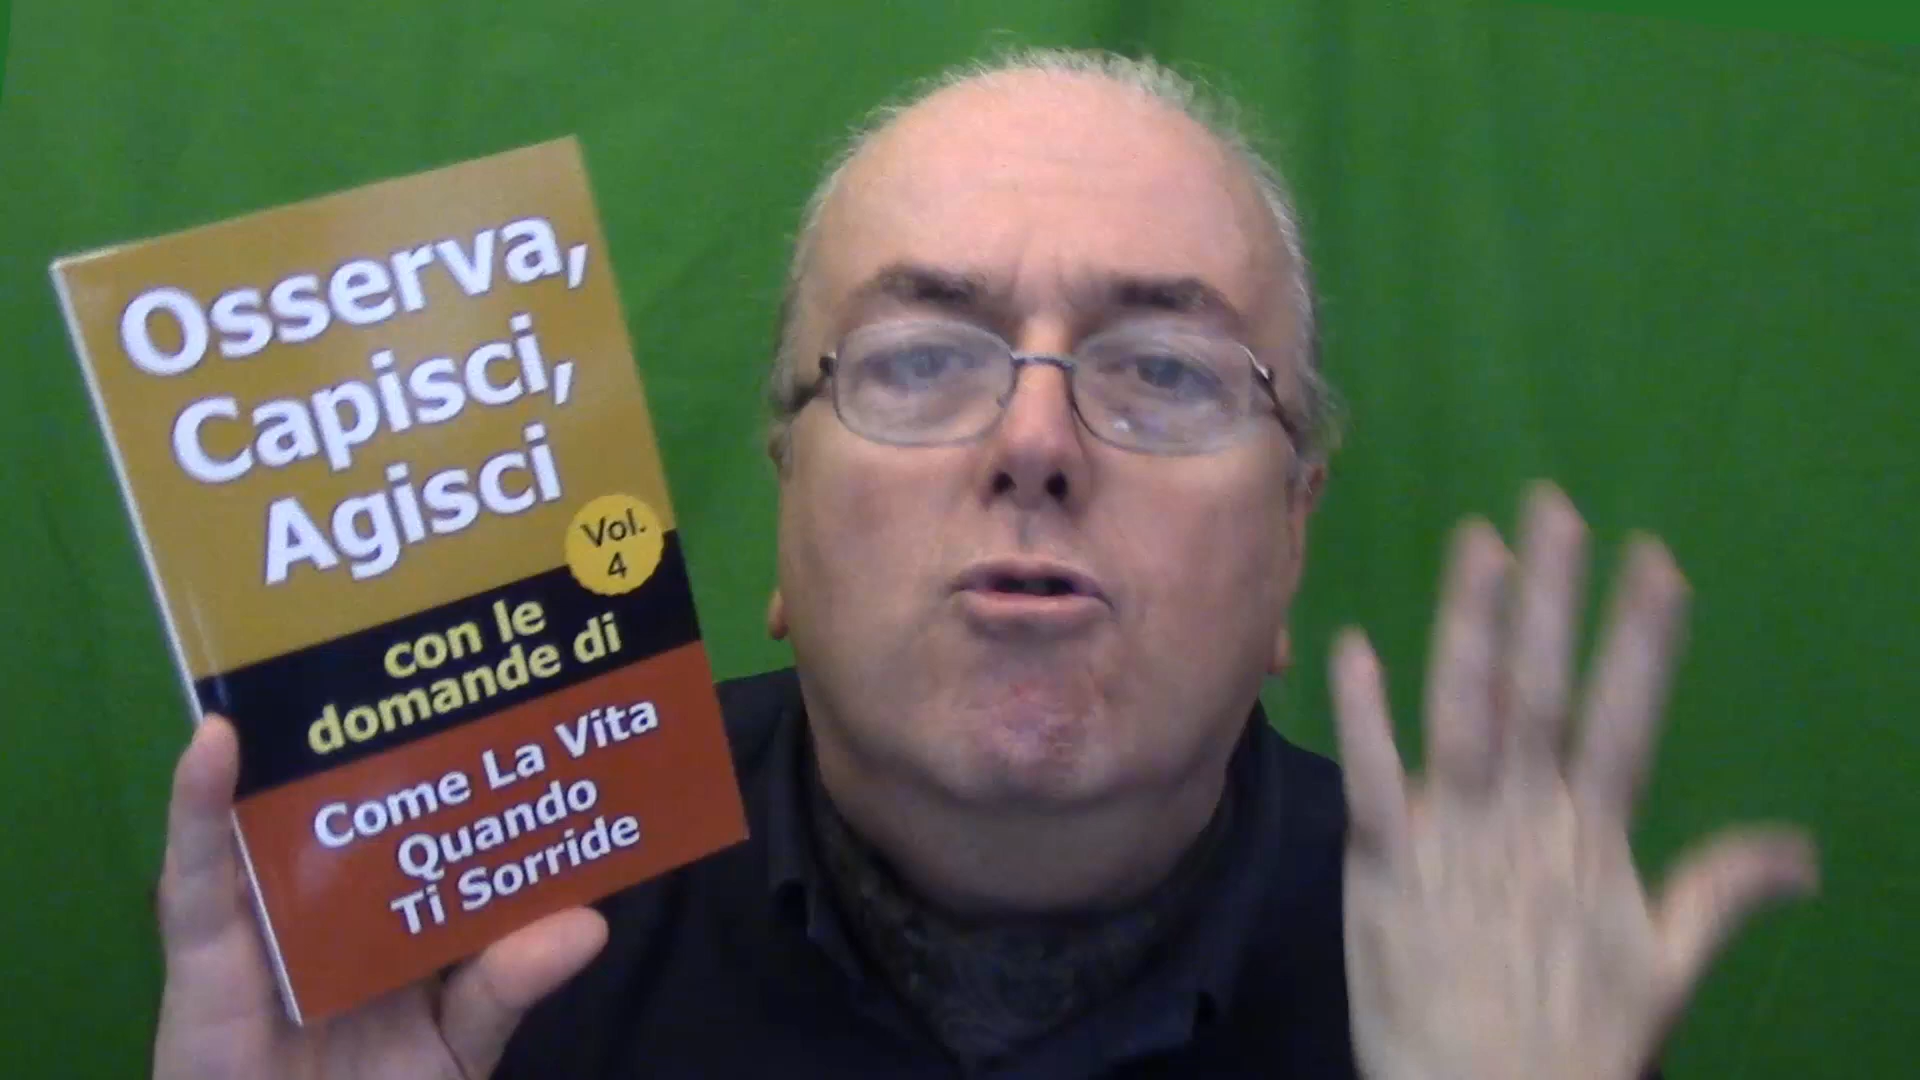 Osserva,
Capisci,
Agisci
Vol.
4
con le
domande di
Come La Vita
Quando
Ti Sorride